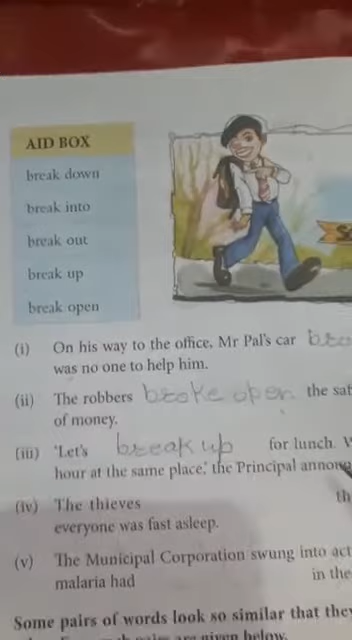 AID BOX
break down
break into
break out
break up
break open
(i) On his way to the office, Mr Pal's car
was no one to help him.
(ii) The robbers broke open the saf
of money.
(iii) 'Let's break up for lunch.
hour at the same place,' the Principal annou
(iv) The thieves th
everyone was fast asleep.
(v) The Municipal Corporation swung into act
malaria had in the
Some pairs of words look so similar that they
are given below.